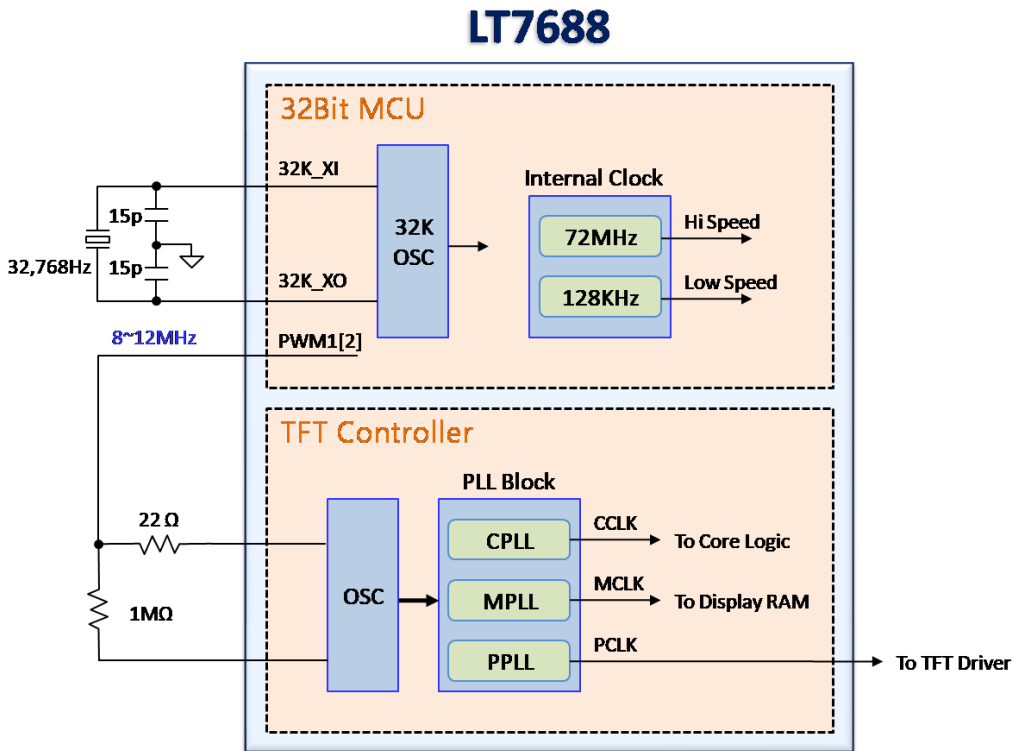 LT7688
32Bit MCU
32K_XI
15p
32,768Hz
15p
32K_XO
32K
OSC
Internal Clock
72MHz
128KHz
Hi Speed
Low Speed
8~12MHz
PWM1[2]
TFT Controller
22 Ω
1MΩ
OSC
PLL Block
CPLL
MPLL
PPLL
CCLK
To Core Logic
MCLK
To Display RAM
PCLK
To TFT Driver